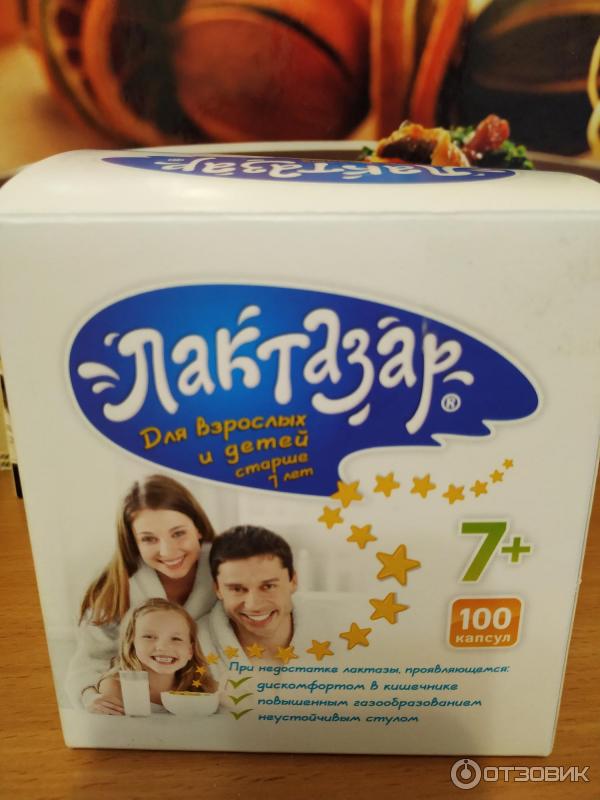 Лактазар
Лактазар®
Для взрослых
и детей
старше
7 лет
7+
100
капсул
При недостатке лактазы, проявляющемся:
дискомфортом в кишечнике
повышенным газообразованием
неустойчивым стулом
ОТЗОВИК